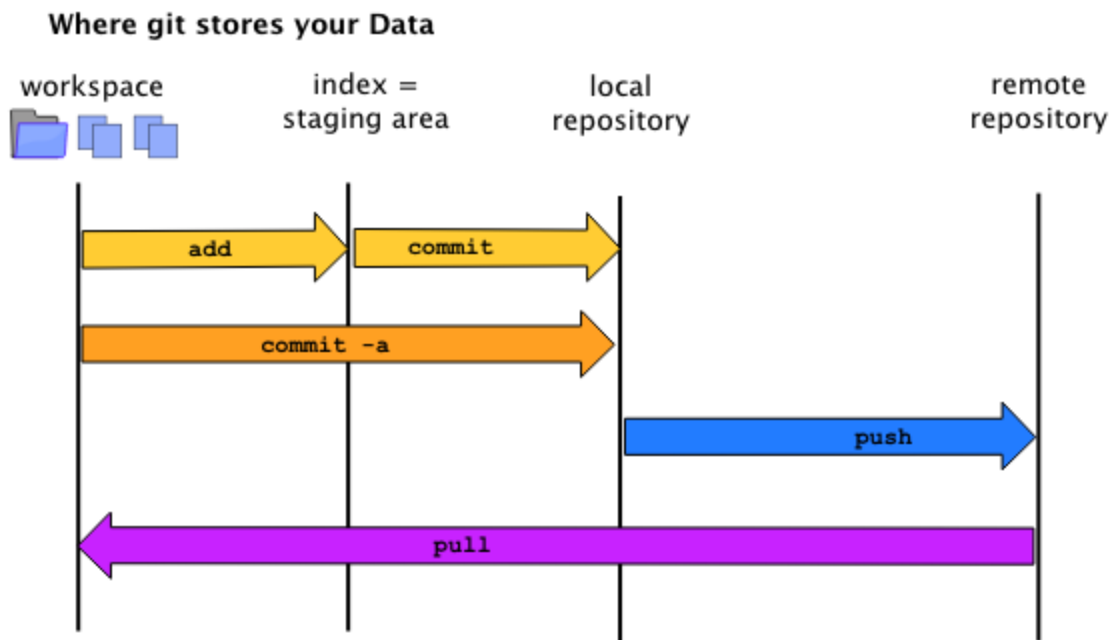 Where git stores your Data
workspace
index =
staging area
local
repository
remote
repository
add
commit
commit -a
push
pull